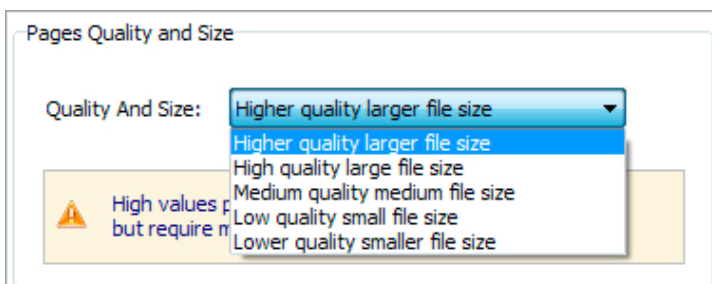 Pages Quality and Size
Quality And Size: Higher quality larger file size
Higher quality larger file size
High quality large file size
Medium quality medium file size
Low quality small file size
Lower quality smaller file size
High values
but require